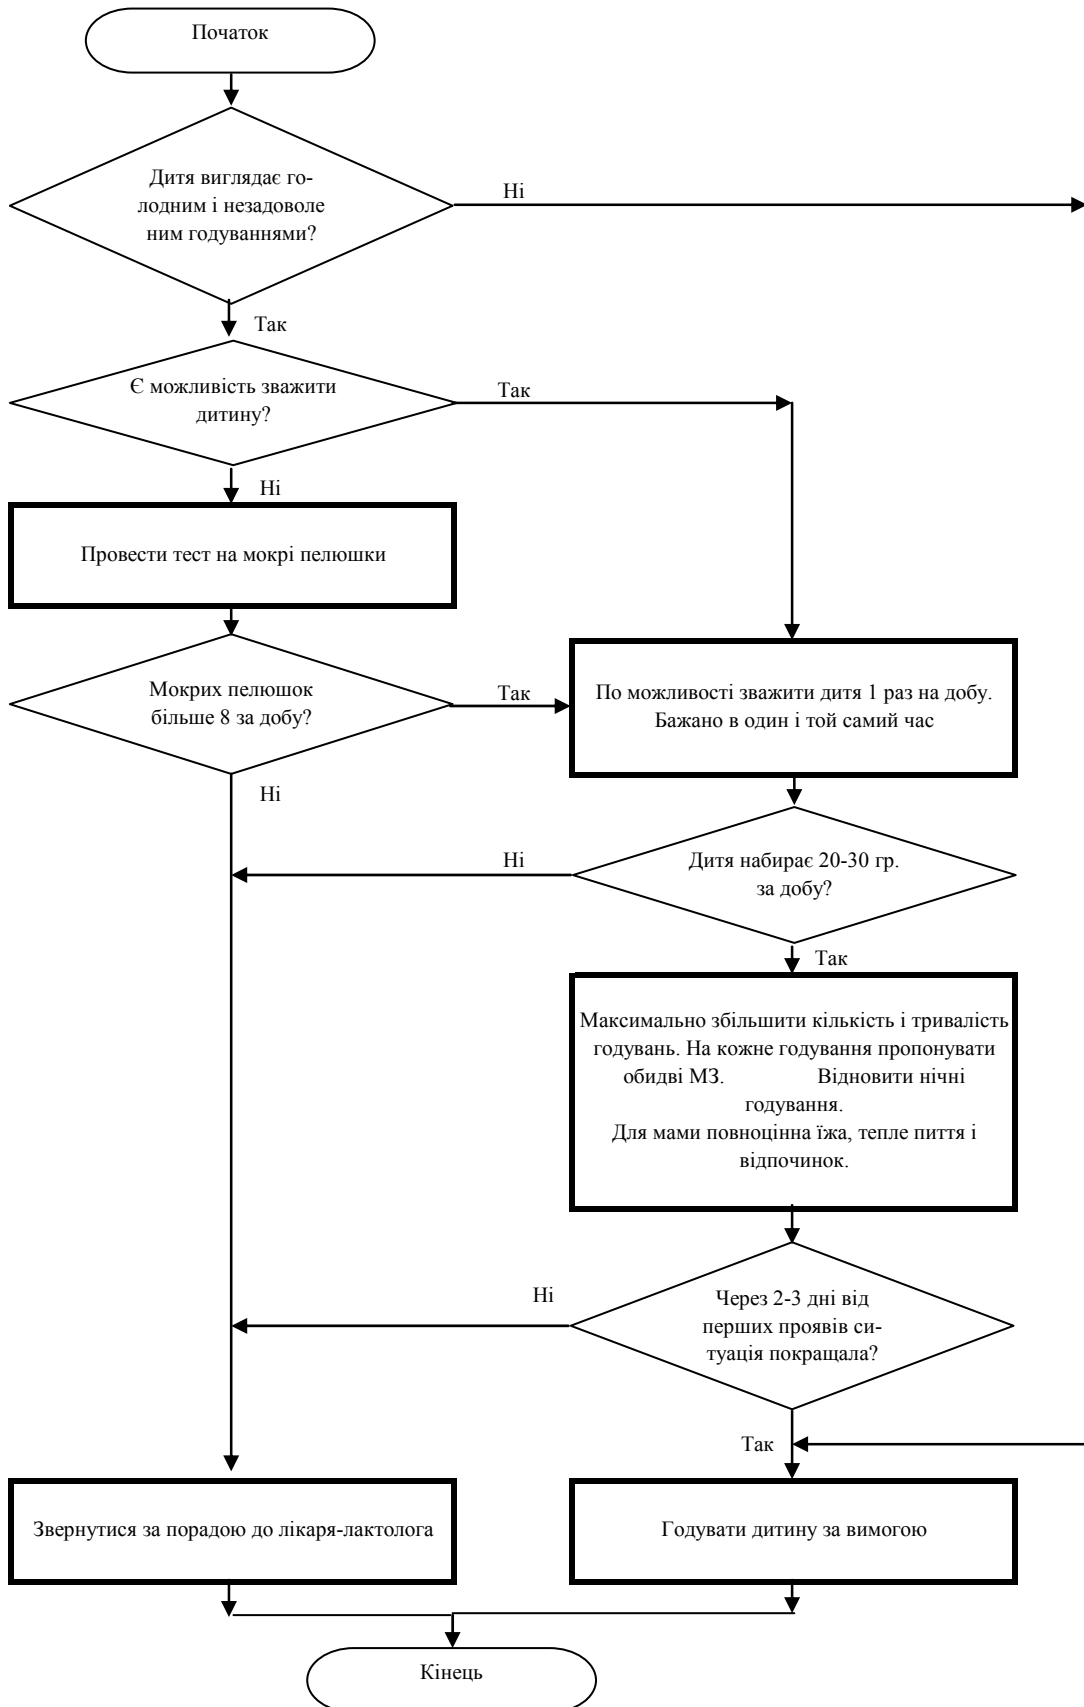 Початок
Дитя виглядає го-
лодним і незадоволе
ним годуваннями?
Ні
Так
Є можливість зважити
дитину?
Так
Ні
Провести тест на мокрі пелюшки
Мокрих пелюшок
більше 8 за добу?
Так
По можливості зважити дитя 1 раз на добу.
Бажано в один і той самий час
Ні
Дитя набирає 20-30 гр.
за добу?
Ні
Так
Максимально збільшити кількість і тривалість
годувань. На кожне годування пропонувати
обидві МЗ. Відновити нічні
годування.
Для мами повноцінна їжа, тепле пиття і
відпочинок.
Ні
Через 2-3 дні від
перших проявів си-
туація покращала?
Так
Звернутися за порадою до лікаря-лактолога
Годувати дитину за вимогою
Кінець